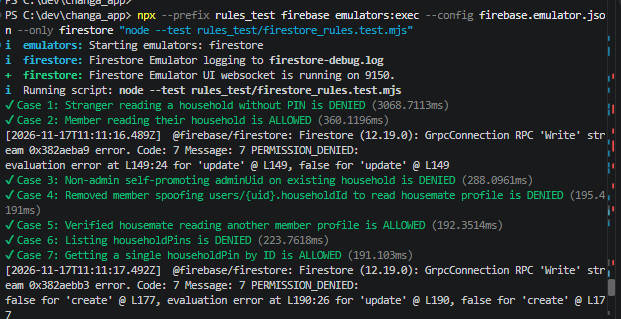 PS C:\dev\changa_app> npx --prefix rules_test firebase emulators:exec --config firebase.emulator.jso
n --only firestore "node --test rules_test/firestore_rules.test.mjs"
i  emulators: Starting emulators: firestore
i  firestore: Firestore Emulator logging to firestore-debug.log
+  firestore: Firestore Emulator UI websocket is running on 9150.
i  Running script: node --test rules_test/firestore_rules.test.mjs
✓ Case 1: Stranger reading a household without PIN is DENIED (3068.7113ms)
✓ Case 2: Member reading their household is ALLOWED (360.1196ms)
[2026-11-17T11:11:16.489Z]  @firebase/firestore: Firestore (12.19.0): GrpcConnection RPC 'Write' str
eam 0x382aeba9 error. Code: 7 Message: 7 PERMISSION_DENIED:
evaluation error at L149:24 for 'update' @ L149, false for 'update' @ L149
✓ Case 3: Non-admin self-promoting adminUid on existing household is DENIED (288.0961ms)
✓ Case 4: Removed member spoofing users/{uid}.householdId to read housemate profile is DENIED (195.4
191ms)
✓ Case 5: Verified housemate reading another member profile is ALLOWED (192.3514ms)
✓ Case 6: Listing householdPins is DENIED (223.7618ms)
✓ Case 7: Getting a single householdPin by ID is ALLOWED (191.103ms)
[2026-11-17T11:11:17.492Z]  @firebase/firestore: Firestore (12.19.0): GrpcConnection RPC 'Write' str
eam 0x382aebb3 error. Code: 7 Message: 7 PERMISSION_DENIED:
false for 'create' @ L177, evaluation error at L190:26 for 'update' @ L190, false for 'create' @ L17
7